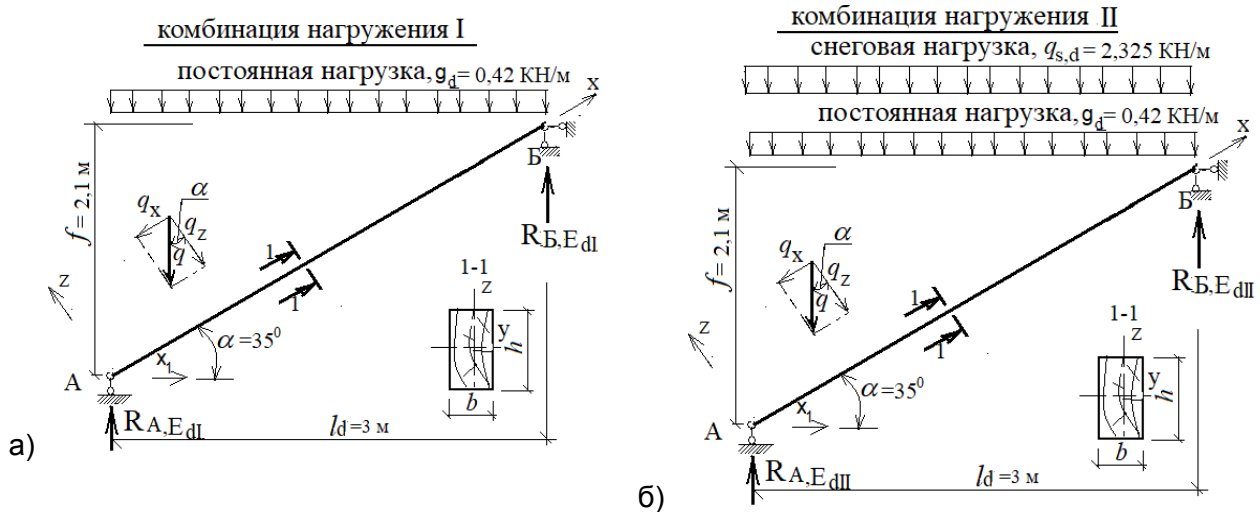 комбинация нагружения I
постоянная нагрузка, g_d = 0,42 КН/м
x
Б
f = 2,1 м
q_x
α
q_z
q
R_Б,E_dI
1
1
1-1
z
z
y
h
b
α = 35⁰
x_1
А
R_А,E_dI
l_d = 3 м
а)
комбинация нагружения II
снеговая нагрузка, q_s,d = 2,325 КН/м
постоянная нагрузка, g_d = 0,42 КН/м
x
Б
f = 2,1 м
q_x
α
q_z
q
R_Б,E_dII
1
1
1-1
z
z
y
h
b
α = 35⁰
x_1
А
R_А,E_dII
l_d = 3 м
б)